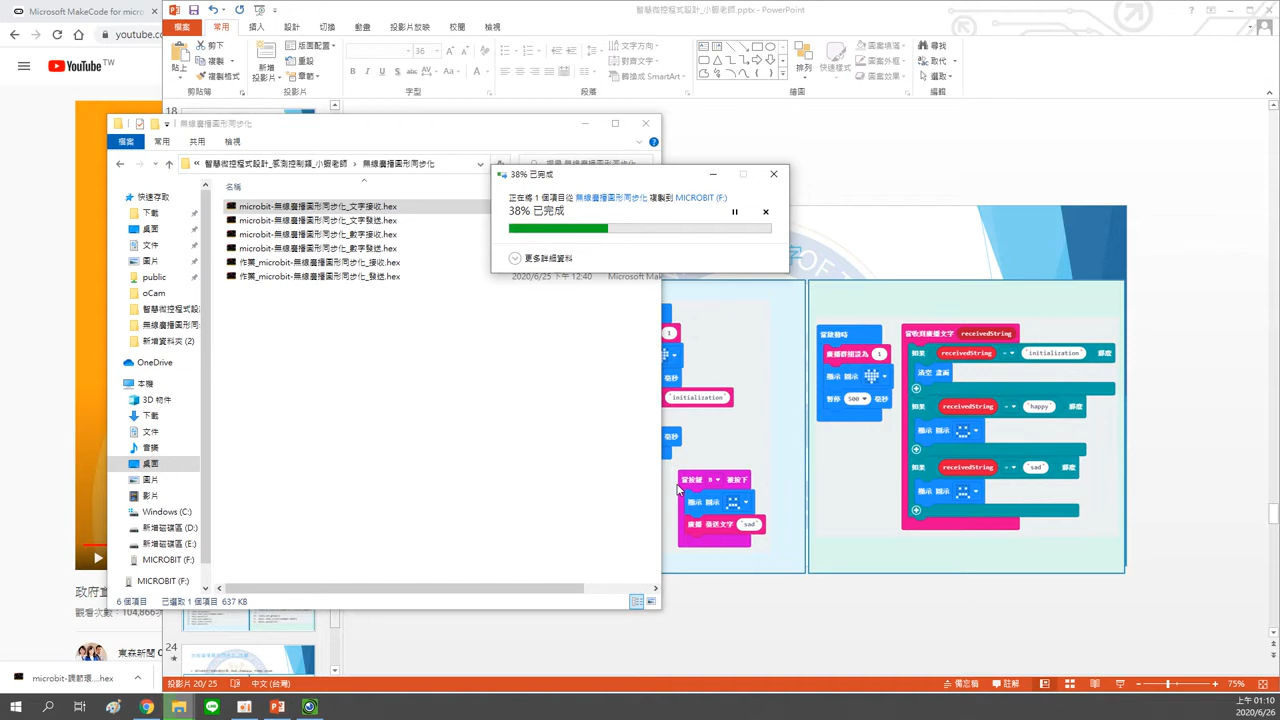 Microsoft MakeCode for micro
youtube.co
YouTube TW
智慧微控程式設計_小蝦老師.pptx - PowerPoint
檔案 常用 插入 設計 切換 動畫 投影片放映 校閱 檢視
貼上 剪下 複製 複製格式 剪貼簿
新增投影片 版面配置 重設 章節 投影片
36 字型
文字方向 對齊文字 轉換成 SmartArt 段落
排列 快速樣式 圖案填滿 圖案外框 圖案效果 繪圖
尋找 取代 選取 編輯
18
無線廣播圖形同步化
檔案 常用 共用 檢視
智慧微控程式設計_感測控制類_小蝦老師 › 無線廣播圖形同步化
名稱
快速存取
下載
桌面
文件
圖片
public
oCam
智慧微控程式設計
無線廣播圖形同
新增資料夾 (2)
OneDrive
本機
3D 物件
下載
文件
音樂
桌面
圖片
影片
Windows (C:)
新增磁碟區 (D:)
新增磁碟區 (E:)
MICROBIT (F:)
MICROBIT (F:)
microbit-無線廣播圖形同步化_文字接收.hex
microbit-無線廣播圖形同步化_文字發送.hex
microbit-無線廣播圖形同步化_數字接收.hex
microbit-無線廣播圖形同步化_數字發送.hex
作業_microbit-無線廣播圖形同步化_接收.hex
作業_microbit-無線廣播圖形同步化_發送.hex
2020/6/25 下午 12:40 Microsoft Mak
6 個項目 已選取 1 個項目 637 KB
38% 已完成
正在將 1 個項目從 無線廣播圖形同步化 複製到 MICROBIT (F:)
38% 已完成
更多詳細資料
1
毫秒
initialization
毫秒
當按鈕 B 被按下
顯示 圖示
廣播 發送文字 sad
當啟動時
廣播群組設為 1
顯示 圖示
暫停 500 毫秒
當收到廣播文字 receivedString
如果 receivedString = initialization 那麼
清空 畫面
如果 receivedString = happy 那麼
顯示 圖示
如果 receivedString = sad 那麼
顯示 圖示
觀看次數：104,866
東森新聞
24
microbit-鏡節環....hex
投影片 20/ 25 中文 (台灣)
備忘稿 註解 75%
上午 01:10
2020/6/26